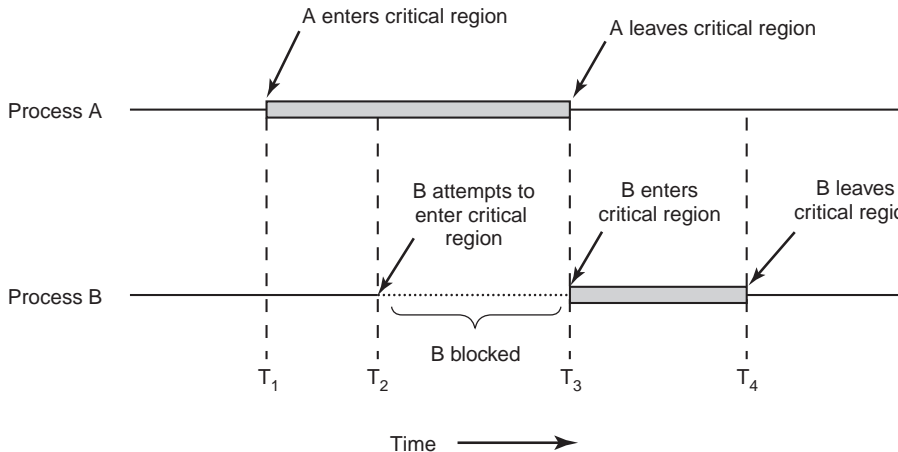 A enters critical region
A leaves critical region
Process A
B attempts to
enter critical
region
B enters
critical region
B leaves
critical regio
Process B
B blocked
T1
T2
T3
T4
Time